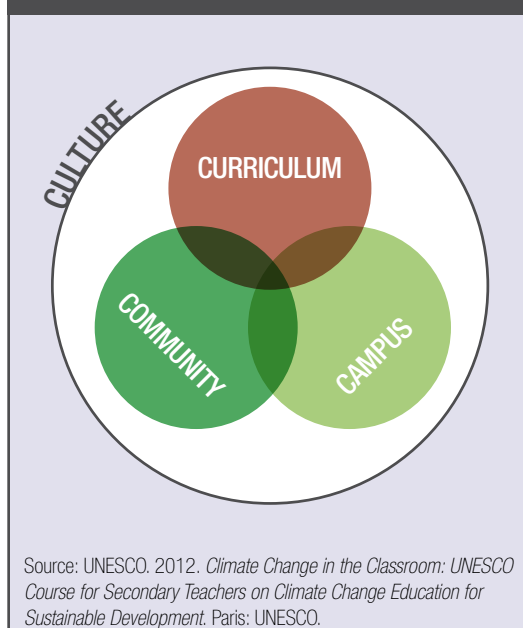 CULTURE
CURRICULUM
COMMUNITY
CAMPUS
Source: UNESCO. 2012. Climate Change in the Classroom: UNESCO
Course for Secondary Teachers on Climate Change Education for
Sustainable Development. Paris: UNESCO.